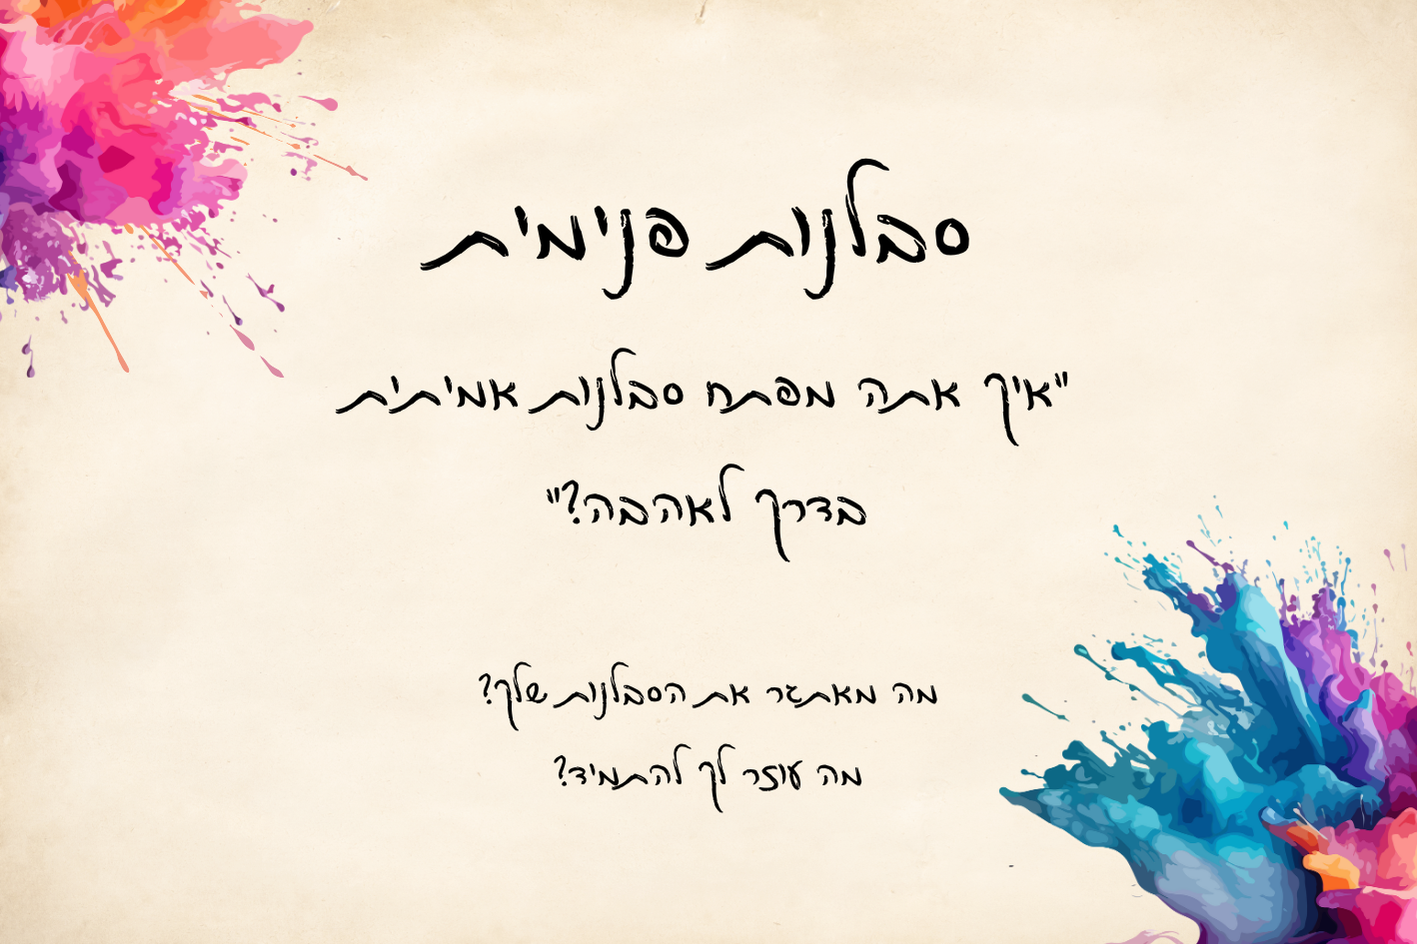 סבלנות פנימית
"איך אתה מפתח סבלנות אמיתית
בדרך לאהבה?"
מה מאתגר את הסבלנות שלך?
מה עוזר לך להתמיד?